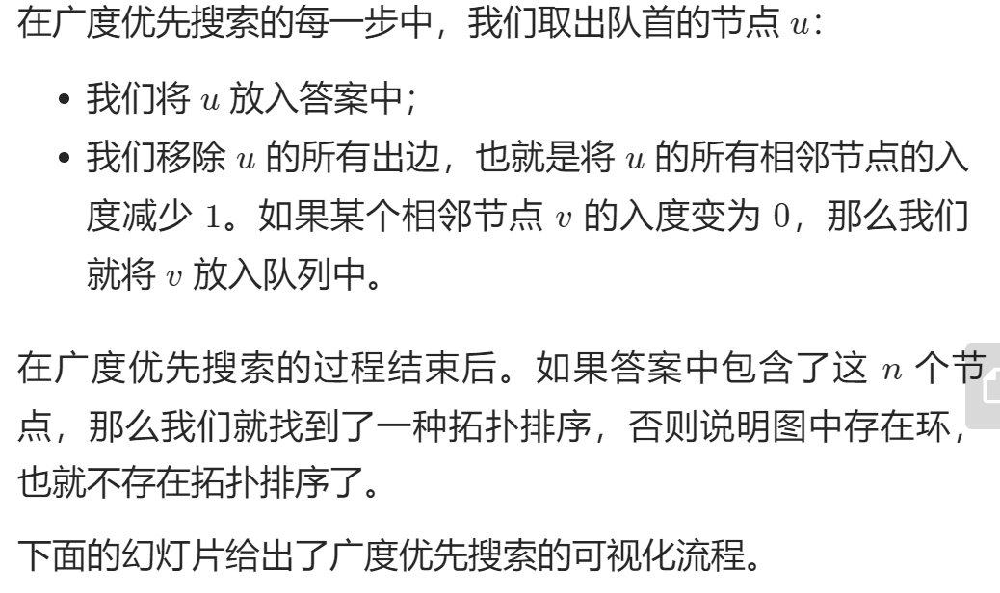 在广度优先搜索的每一步中，我们取出队首的节点 u：
• 我们将 u 放入答案中；
• 我们移除 u 的所有出边，也就是将 u 的所有相邻节点的入
度减少 1。如果某个相邻节点 v 的入度变为 0，那么我们
就将 v 放入队列中。
在广度优先搜索的过程结束后。如果答案中包含了这 n 个节
点，那么我们就找到了一种拓扑排序，否则说明图中存在环，
也就不存在拓扑排序了。
下面的幻灯片给出了广度优先搜索的可视化流程。